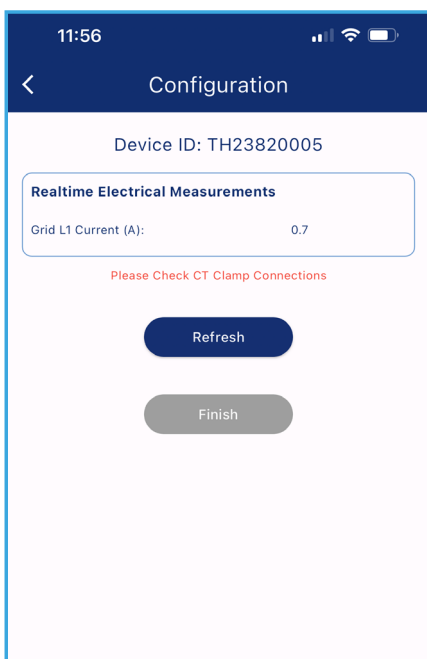 11:56
Configuration
Device ID: TH23820005
Realtime Electrical Measurements
Grid L1 Current (A): 0.7
Please Check CT Clamp Connections
Refresh
Finish